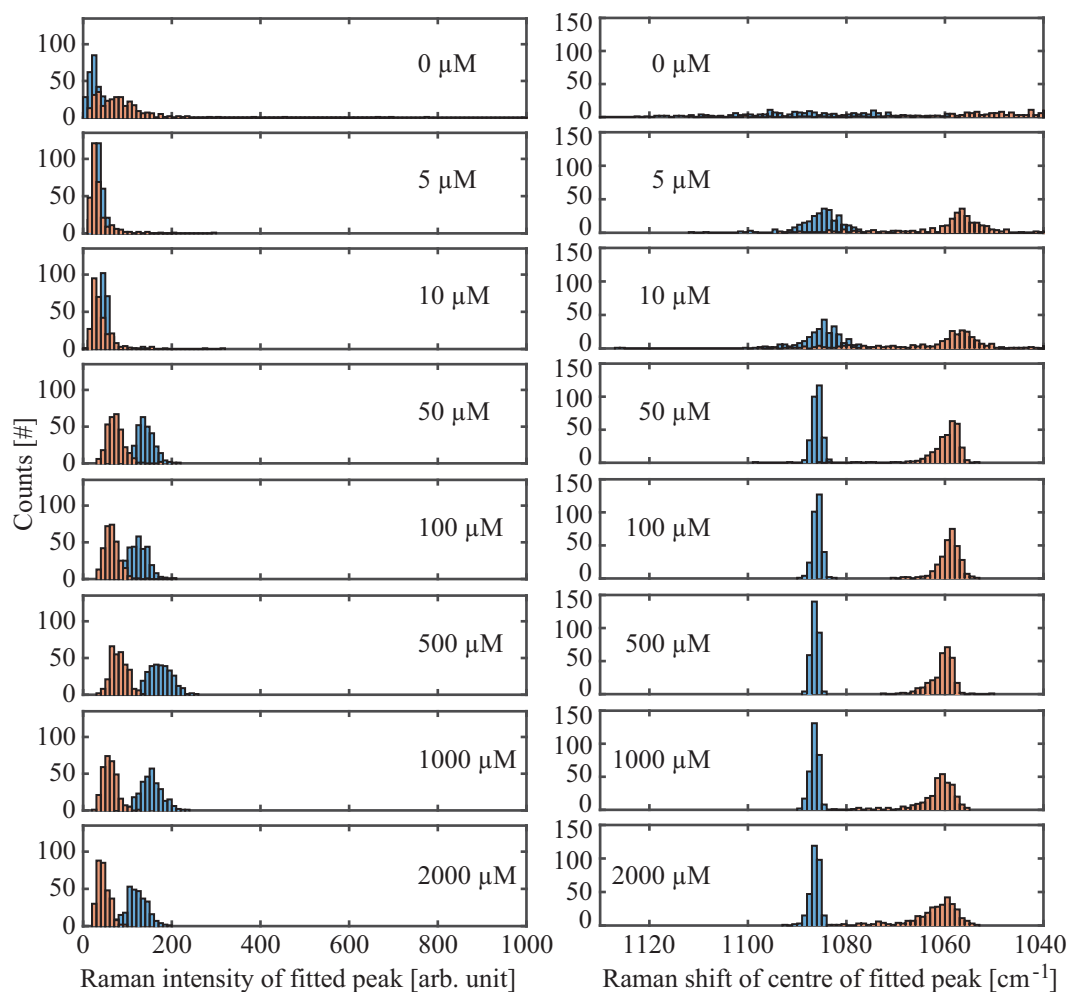 100
50
0
0 µM
150
100
50
0
0 µM
100
50
0
5 µM
150
100
50
0
5 µM
100
50
0
10 µM
150
100
50
0
10 µM
100
50
0
50 µM
150
100
50
0
50 µM
Counts [#]
100
50
0
100 µM
150
100
50
0
100 µM
100
50
0
500 µM
150
100
50
0
500 µM
100
50
0
1000 µM
150
100
50
0
1000 µM
100
50
0
2000 µM
150
100
50
0
2000 µM
0 200 400 600 800 1000
1120 1100 1080 1060 1040
Raman intensity of fitted peak [arb. unit]
Raman shift of centre of fitted peak [cm⁻¹]